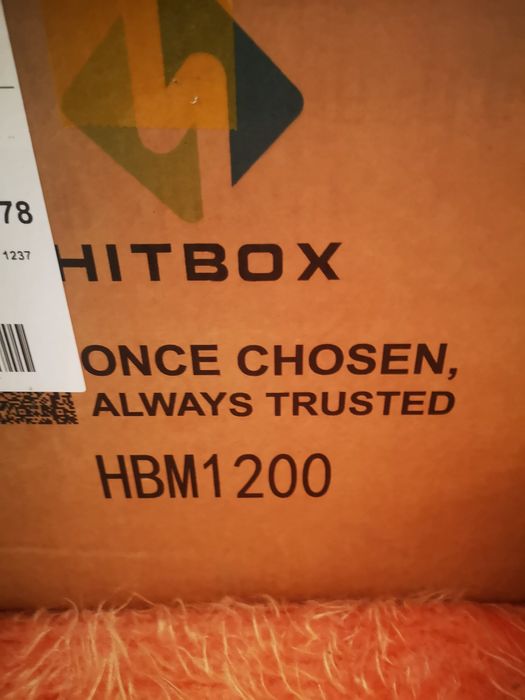 78
1237
HITBOX
ONCE CHOSEN,
ALWAYS TRUSTED
HBM1200